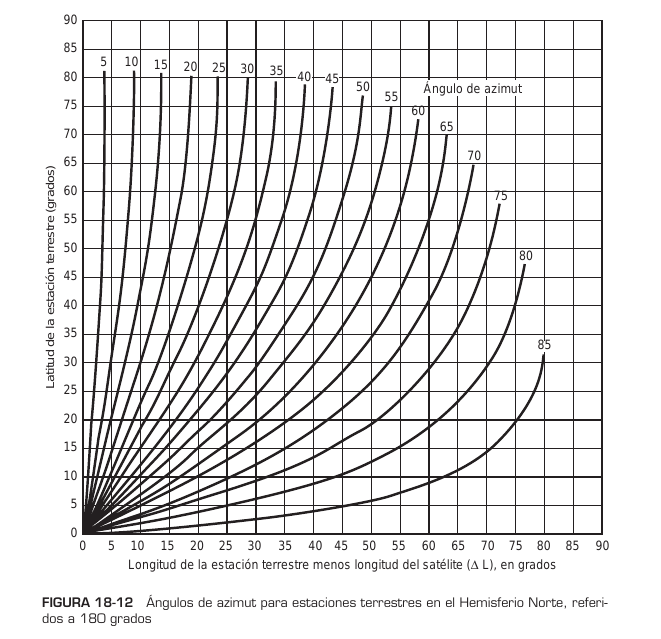 90
85
80
75
70
65
60
55
50
45
40
35
30
25
20
15
10
5
0
Latitud de la estación terrestre (grados)
5 10 15 20 25 30 35 40 45 50 55 60 65 70 75 80 85
Ángulo de azimut
0 5 10 15 20 25 30 35 40 45 50 55 60 65 70 75 80 85 90
Longitud de la estación terrestre menos longitud del satélite (Δ L), en grados
FIGURA 18-12 Ángulos de azimut para estaciones terrestres en el Hemisferio Norte, referi-
dos a 180 grados